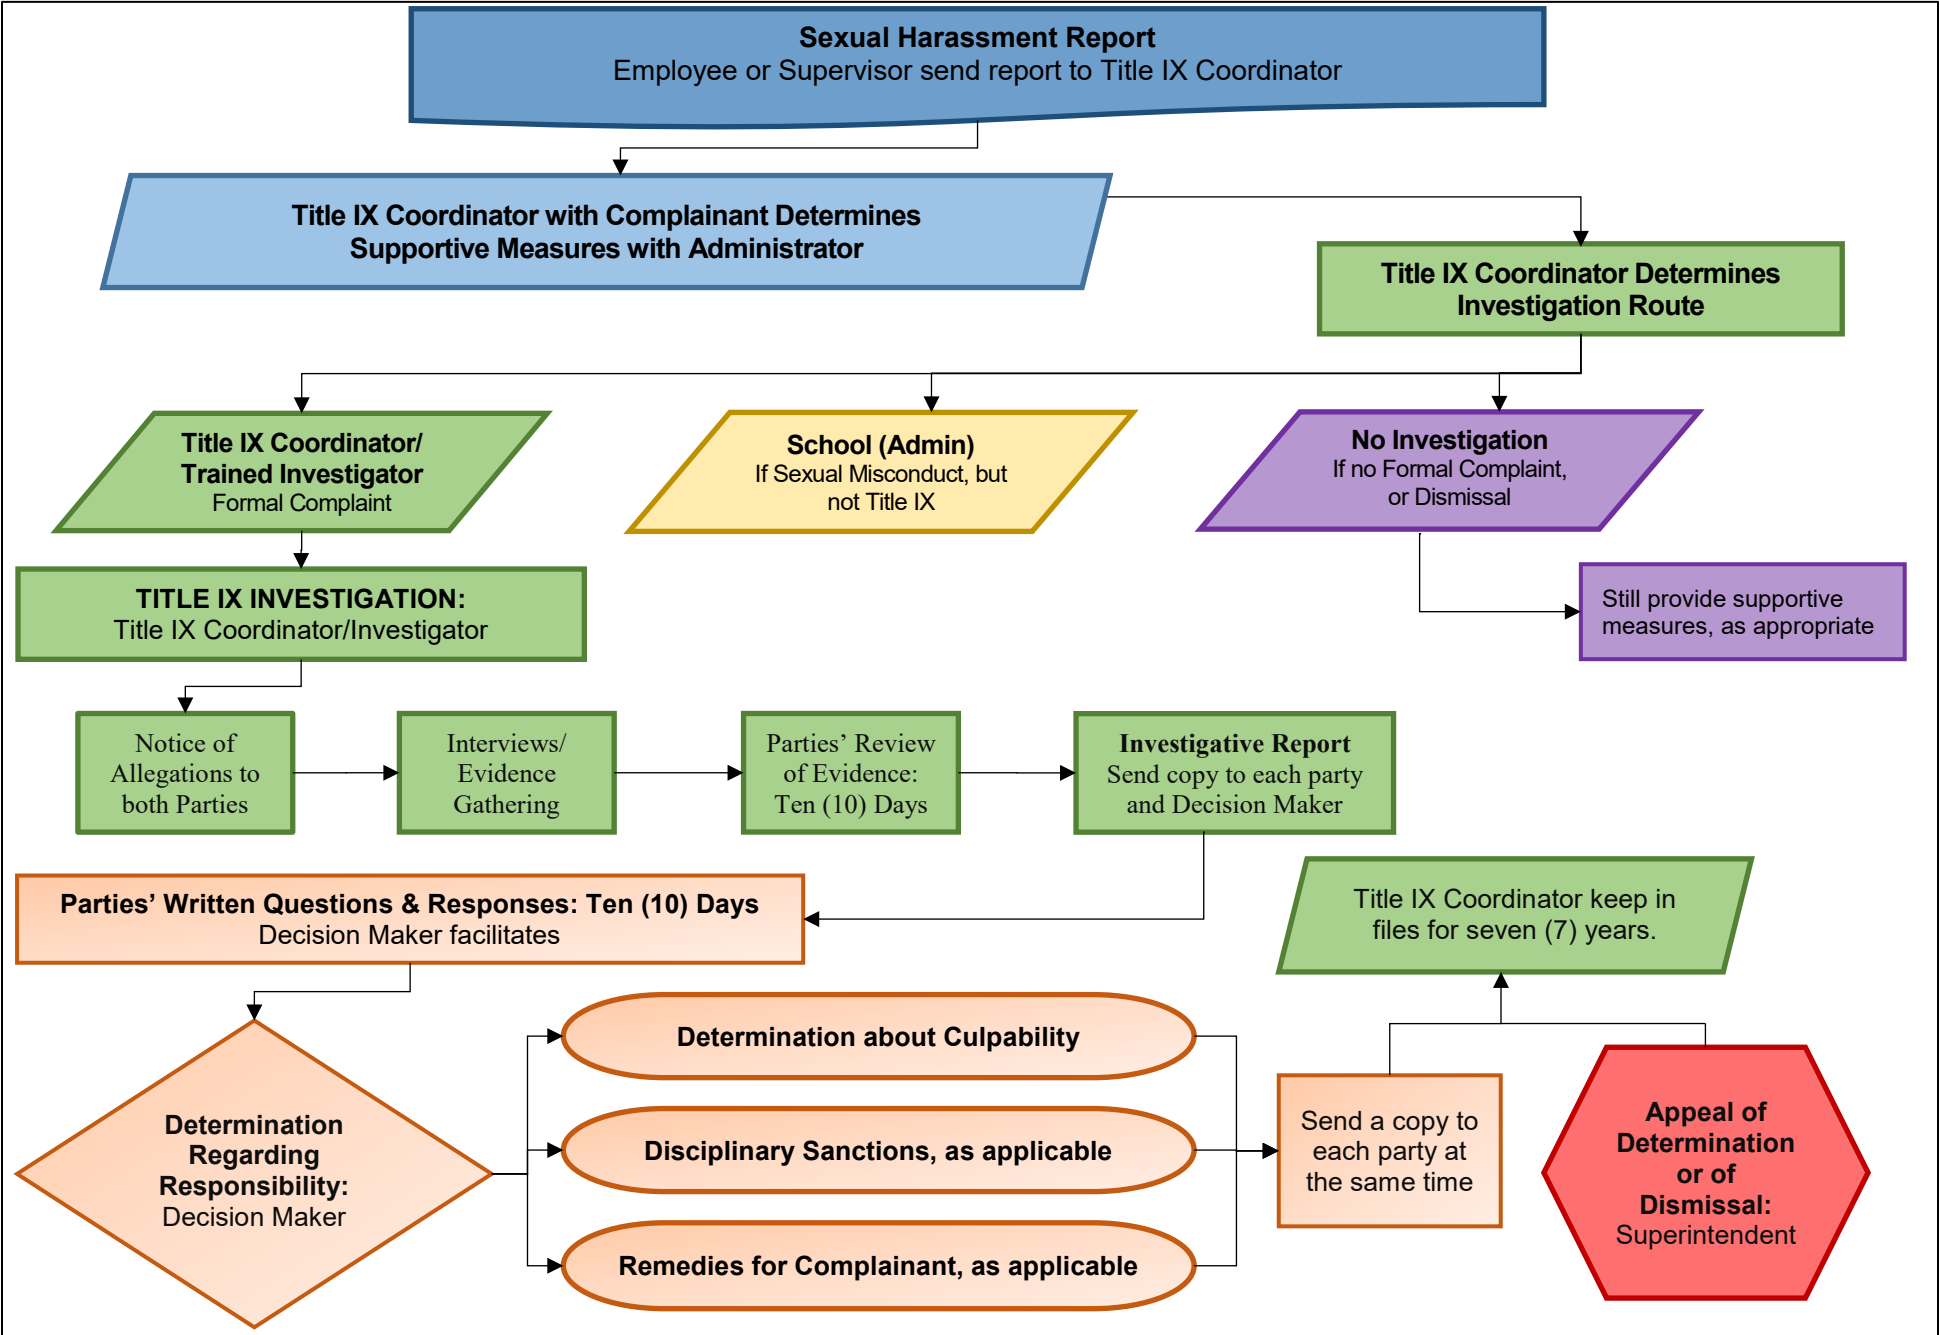 Sexual Harassment Report
Employee or Supervisor send report to Title IX Coordinator
Title IX Coordinator with Complainant Determines
Supportive Measures with Administrator
Title IX Coordinator Determines
Investigation Route
Title IX Coordinator/
Trained Investigator
Formal Complaint
School (Admin)
If Sexual Misconduct, but
not Title IX
No Investigation
If no Formal Complaint,
or Dismissal
TITLE IX INVESTIGATION:
Title IX Coordinator/Investigator
Still provide supportive
measures, as appropriate
Notice of
Allegations to
both Parties
Interviews/
Evidence
Gathering
Parties’ Review
of Evidence:
Ten (10) Days
Investigative Report
Send copy to each party
and Decision Maker
Parties’ Written Questions & Responses: Ten (10) Days
Decision Maker facilitates
Title IX Coordinator keep in
files for seven (7) years.
Determination
Regarding
Responsibility:
Decision Maker
Determination about Culpability
Disciplinary Sanctions, as applicable
Remedies for Complainant, as applicable
Send a copy to
each party at
the same time
Appeal of
Determination
or of
Dismissal:
Superintendent